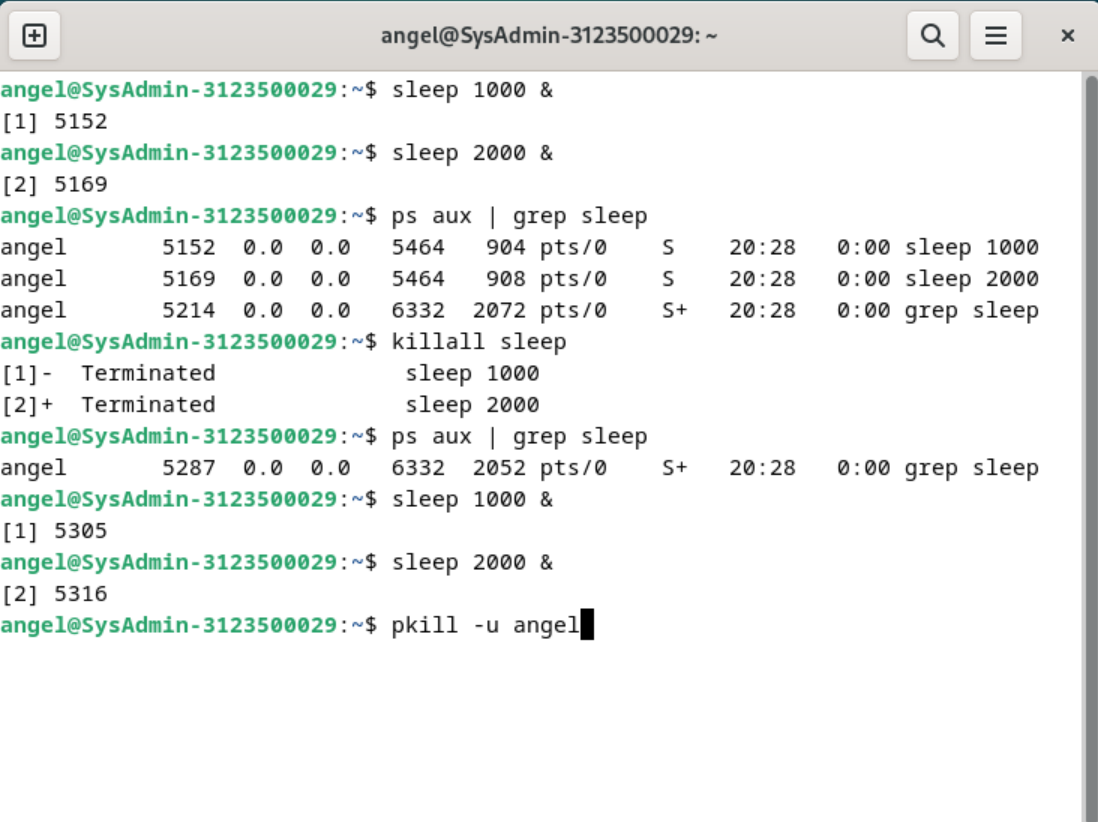 angel@SysAdmin-3123500029: ~
angel@SysAdmin-3123500029:~$ sleep 1000 &
[1] 5152
angel@SysAdmin-3123500029:~$ sleep 2000 &
[2] 5169
angel@SysAdmin-3123500029:~$ ps aux | grep sleep
angel       5152  0.0  0.0   5464   904 pts/0    S    20:28   0:00 sleep 1000
angel       5169  0.0  0.0   5464   908 pts/0    S    20:28   0:00 sleep 2000
angel       5214  0.0  0.0   6332  2072 pts/0    S+   20:28   0:00 grep sleep
angel@SysAdmin-3123500029:~$ killall sleep
[1]-  Terminated              sleep 1000
[2]+  Terminated              sleep 2000
angel@SysAdmin-3123500029:~$ ps aux | grep sleep
angel       5287  0.0  0.0   6332  2052 pts/0    S+   20:28   0:00 grep sleep
angel@SysAdmin-3123500029:~$ sleep 1000 &
[1] 5305
angel@SysAdmin-3123500029:~$ sleep 2000 &
[2] 5316
angel@SysAdmin-3123500029:~$ pkill -u angel